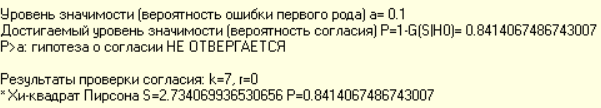 Уровень значимости (вероятность ошибки первого рода) a= 0.1
Достигаемый уровень значимости (вероятность согласия) P=1-G(S|H0)= 0.8414067486743007
P>a: гипотеза о согласии НЕ ОТВЕРГАЕТСЯ
Результаты проверки согласия: k=7, r=0
*Хи-квадрат Пирсона S=2.734069936530656 P=0.8414067486743007